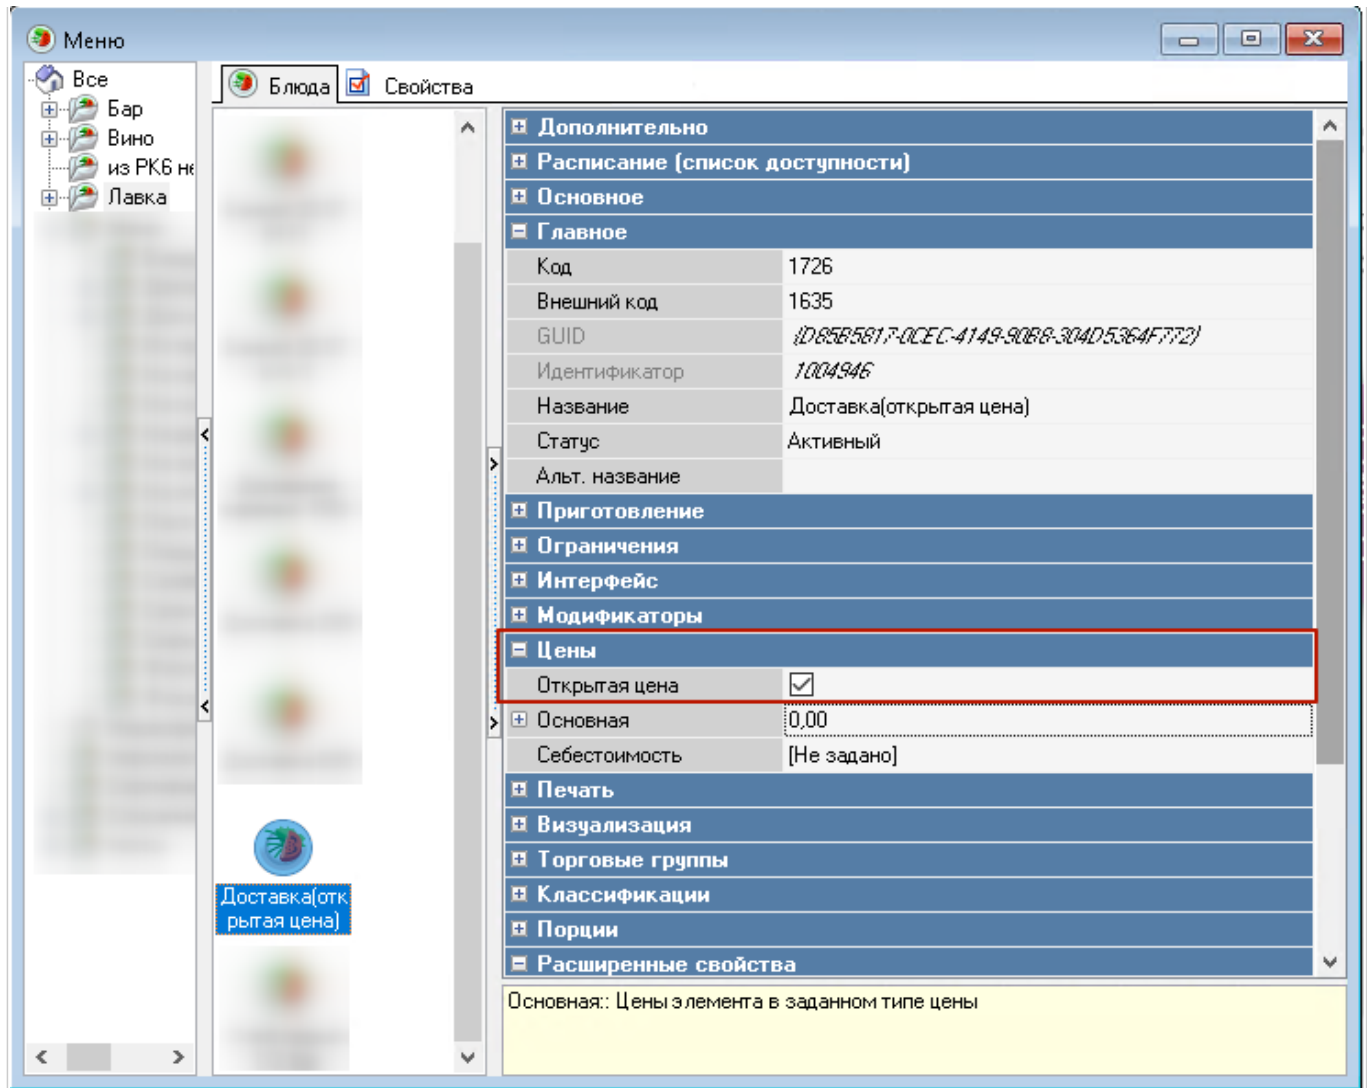 Меню
Все
Бар
Вино
из РК6 не
Лавка
Блюда
Свойства
Доставка(отк
рытая цена)
Дополнительно
Расписание (список доступности)
Основное
Главное
Код 1726
Внешний код 1635
GUID {D85B5817-0CEC-4149-90B8-304D5364F772}
Идентификатор 1004946
Название Доставка(открытая цена)
Статус Активный
Альт. название
Приготовление
Ограничения
Интерфейс
Модификаторы
Цены
Открытая цена
Основная 0,00
Себестоимость [Не задано]
Печать
Визуализация
Торговые группы
Классификации
Порции
Расширенные свойства
Основная:: Цены элемента в заданном типе цены